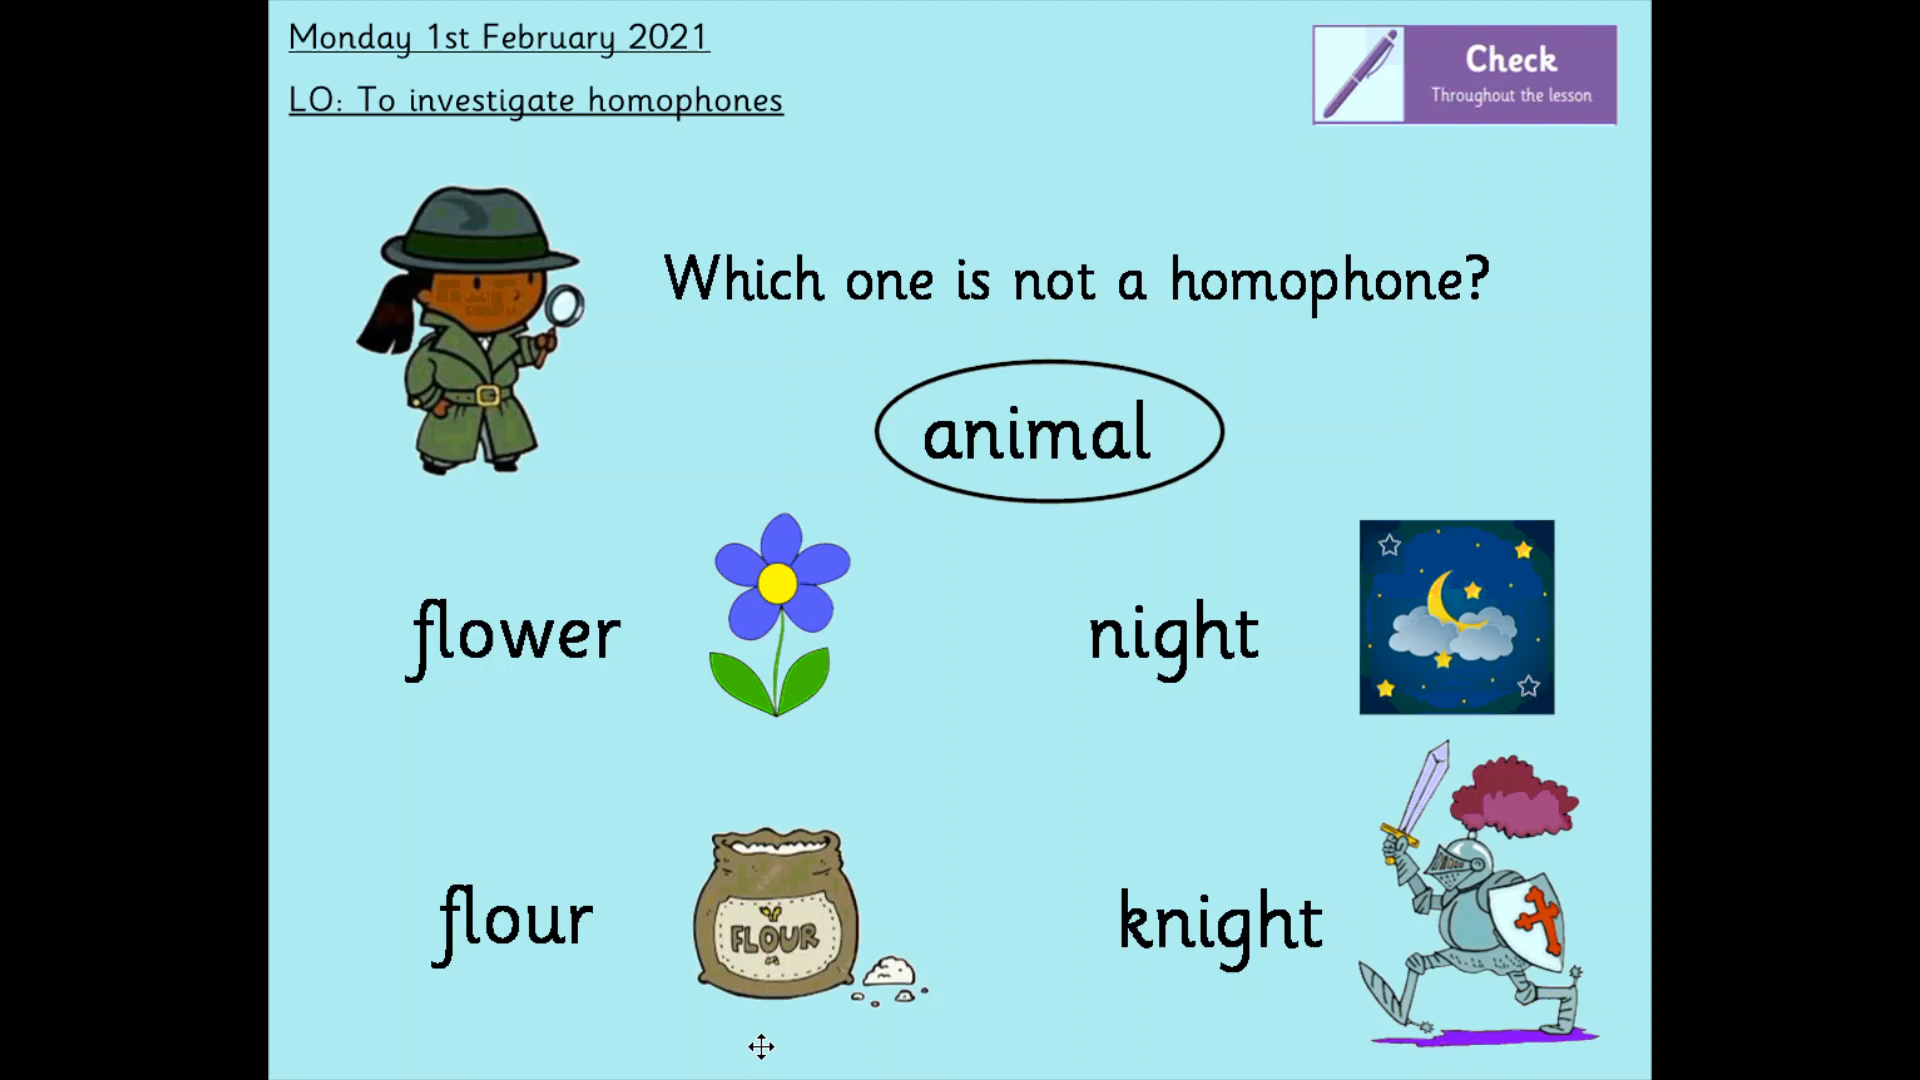 Monday 1st February 2021
LO: To investigate homophones
Check
Throughout the lesson
Which one is not a homophone?
animal
flower
night
flour
FLOUR
knight